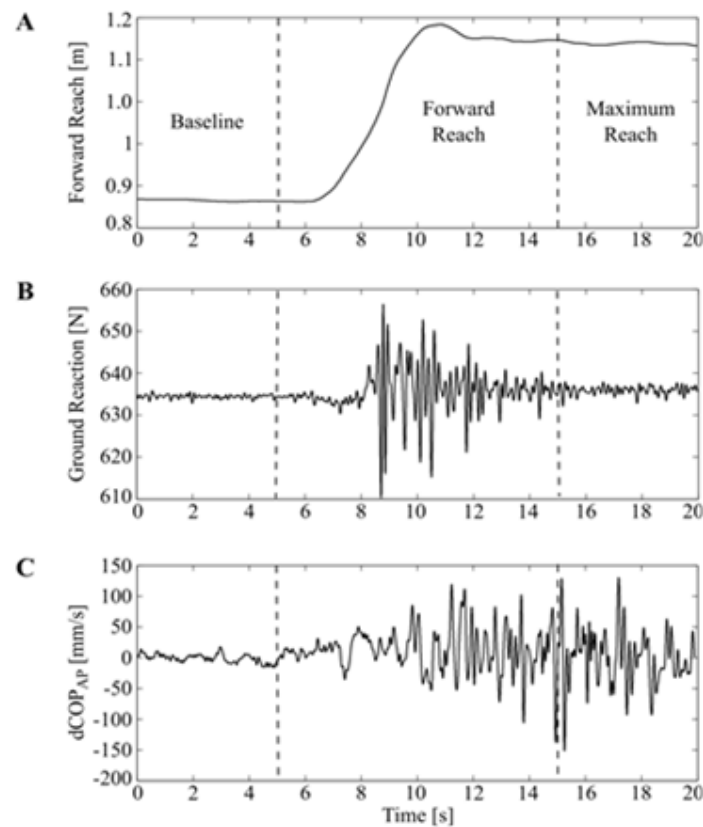 A
Forward Reach [m]
1.2
1.1
1.0
1
0.9
0.8
Baseline
Forward
Reach
Maximum
Reach
0 2 4 6 8 10 12 14 16 18 20
B
Ground Reaction [N]
660
650
640
630
620
610
0 2 4 6 8 10 12 14 16 18 20
C
dCOPAP [mm/s]
150
100
50
0
-50
-100
-150
-200
0 2 4 6 8 10 12 14 16 18 20
Time [s]